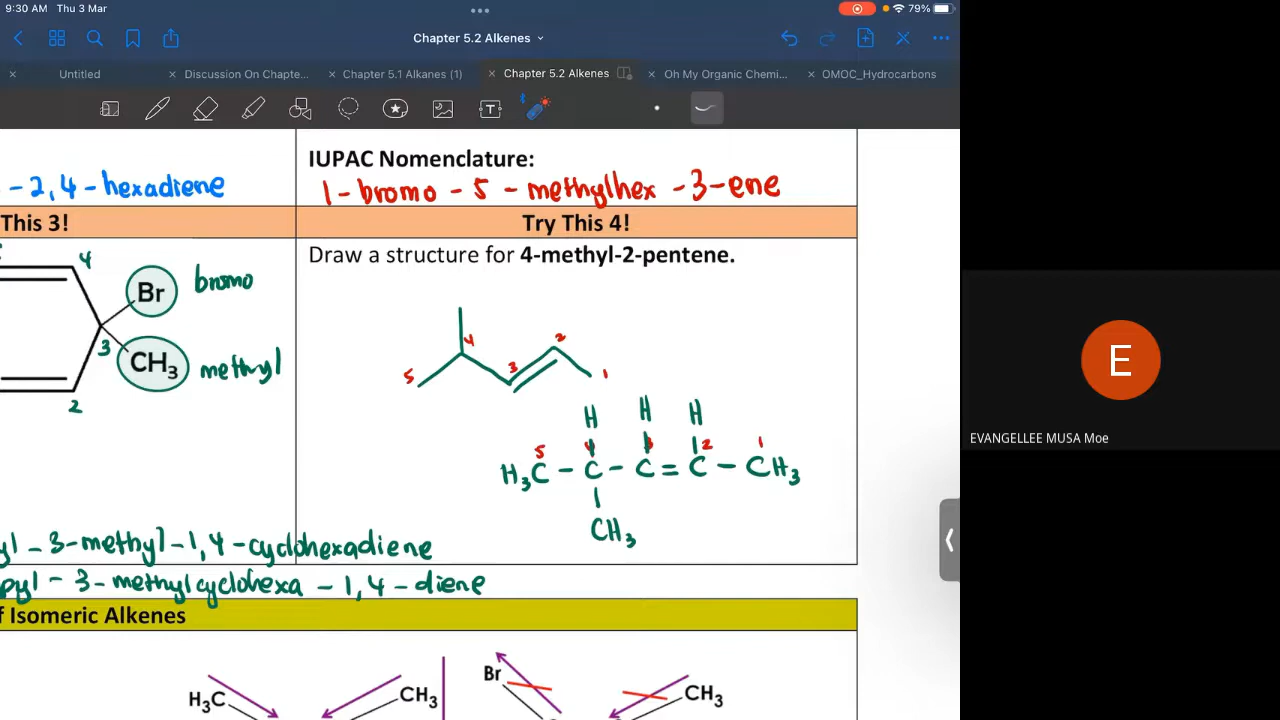 9:30 AM Thu 3 Mar
79%
Chapter 5.2 Alkenes
Untitled
Discussion On Chapte...
Chapter 5.1 Alkanes (1)
Chapter 5.2 Alkenes
Oh My Organic Chemi...
OMOC_Hydrocarbons
T
IUPAC Nomenclature:
- 2,4 - hexadiene
1 - bromo - 5 - methylhex - 3 - ene
This 3!
Try This 4!
Draw a structure for 4-methyl-2-pentene.
4
Br bromo
3
CH3 methyl
2
4 2
5 3 1
H H H
5 4 3 2 1
H3C - C - C = C - CH3
CH3
yl - 3-methyl - 1,4 - cyclohexadiene
pyl - 3 - methylcyclohexa - 1,4 - diene
of Isomeric Alkenes
H3C CH3 Br CH3
E
EVANGELLEE MUSA Moe